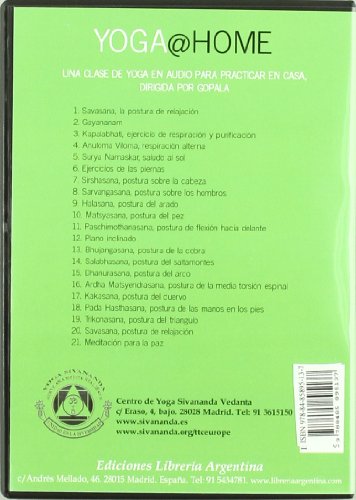 YOGA@HOME
UNA CLASE DE YOGA EN AUDIO PARA PRACTICAR EN CASA,
DIRIGIDA POR GOPALA
1. Savasana, la postura de relajación
2. Gayananam
3. Kapalabhati, ejercicio de respiración y purificación
4. Anuloma Viloma, respiración alterna
5. Surya Namaskar, saludo al sol
6. Ejercicios de las piernas
7. Sirshasana, postura sobre la cabeza
8. Sarvangasana, postura sobre los hombros
9. Halasana, postura del arado
10. Matsyasana, postura del pez
11. Paschimothanasana, postura de flexión hacia delante
12. Plano inclinado
13. Bhujangasana, postura de la cobra
14. Salabhasana, postura del saltamontes
15. Dhanurasana, postura del arco
16. Ardha Matsyendrasana, postura de la media torsión espinal
17. Kakasana, postura del cuervo
18. Pada Hasthasana, postura de las manos en los pies
19. Trikonasana, postura del triangulo
20. Savasana, postura de relajación
21. Meditación para la paz
YOGA SIVANANDA
Centro de Yoga Sivananda Vedanta
c/ Eraso, 4, bajo. 28028 Madrid. Tel: 91 3615150
www.sivananda.es
www.sivananda.org/ttceurope
Ediciones Librería Argentina
c/Andrés Mellado, 46. 28015 Madrid. España. Tel: 91 5434781. www.libreriaargentina.com